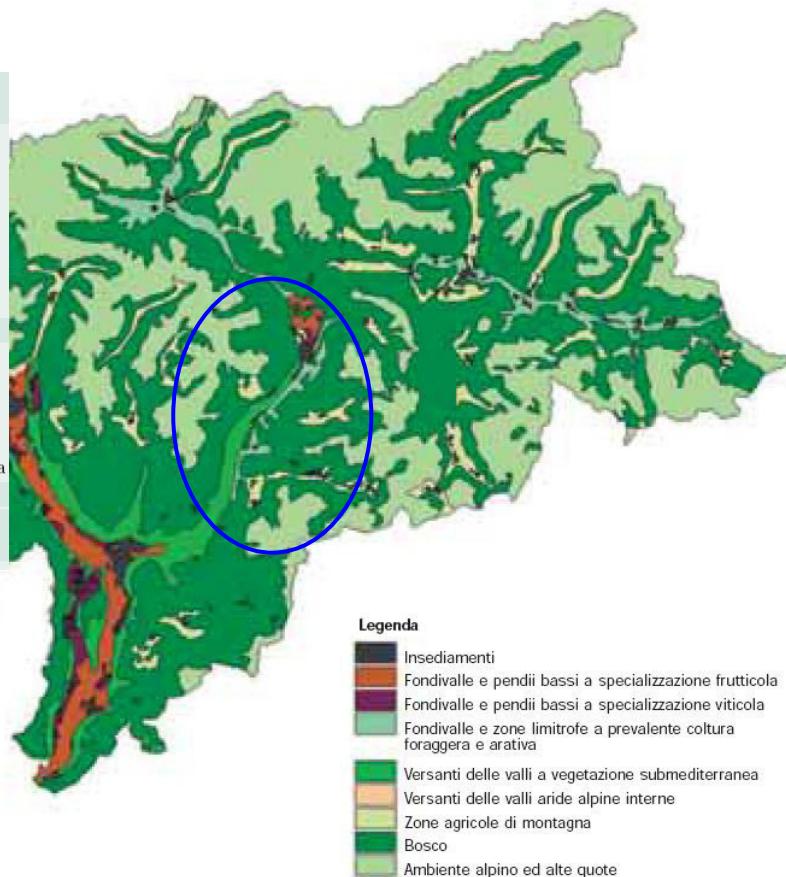 a
Legenda
Insediamenti
Fondivalle e pendii bassi a specializzazione frutticola
Fondivalle e pendii bassi a specializzazione viticola
Fondivalle e zone limitrofe a prevalente coltura
foraggera e arativa
Versanti delle valli a vegetazione submediterranea
Versanti delle valli aride alpine interne
Zone agricole di montagna
Bosco
Ambiente alpino ed alte quote